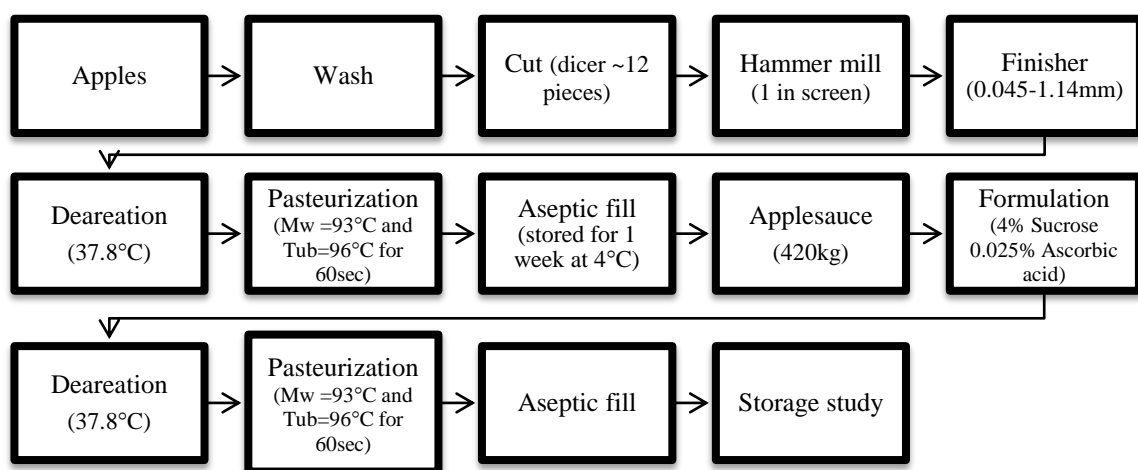 Apples
Wash
Cut (dicer ~12
pieces)
Hammer mill
(1 in screen)
Finisher
(0.045-1.14mm)
Deareation
(37.8°C)
Pasteurization
(Mw =93°C and
Tub=96°C for
60sec)
Aseptic fill
(stored for 1
week at 4°C)
Applesauce
(420kg)
Formulation
(4% Sucrose
0.025% Ascorbic
acid)
Deareation
(37.8°C)
Pasteurization
(Mw =93°C and
Tub=96°C for
60sec)
Aseptic fill
Storage study